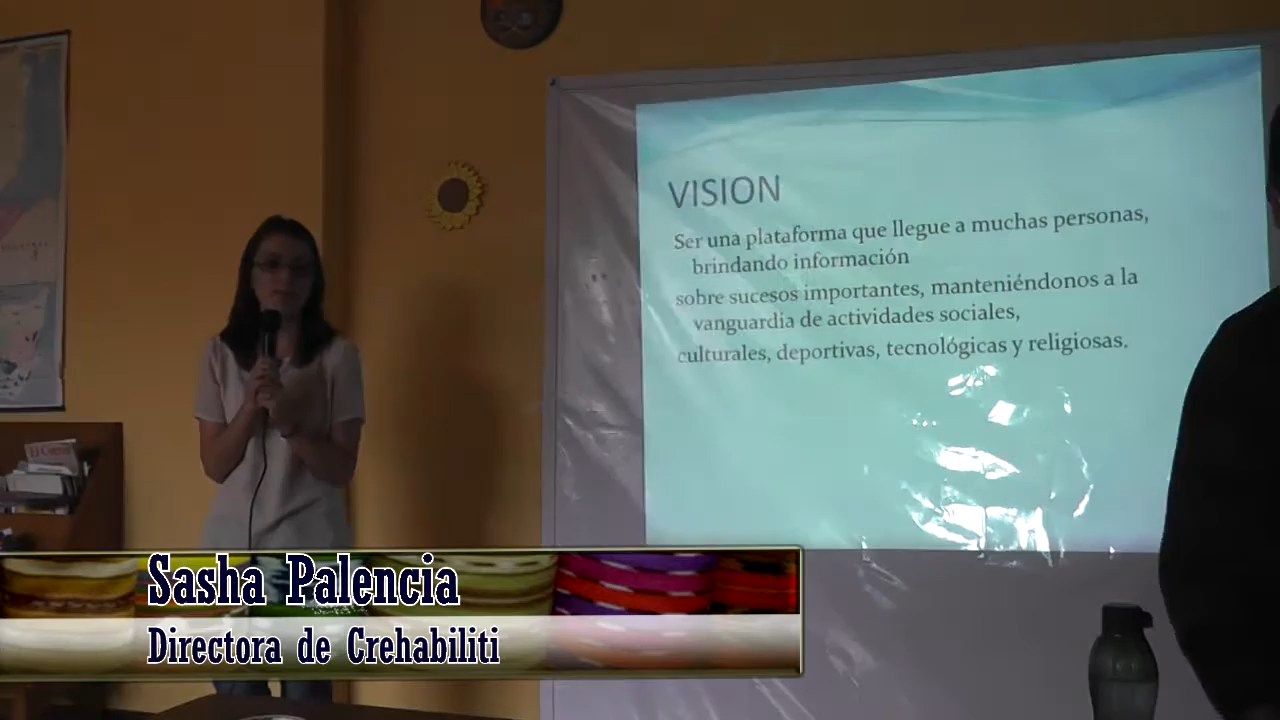 VISION
Ser una plataforma que llegue a muchas personas,
brindando información
sobre sucesos importantes, manteniéndonos a la
vanguardia de actividades sociales,
culturales, deportivas, tecnológicas y religiosas.
Sasha Palencia
Directora de Crehabiliti